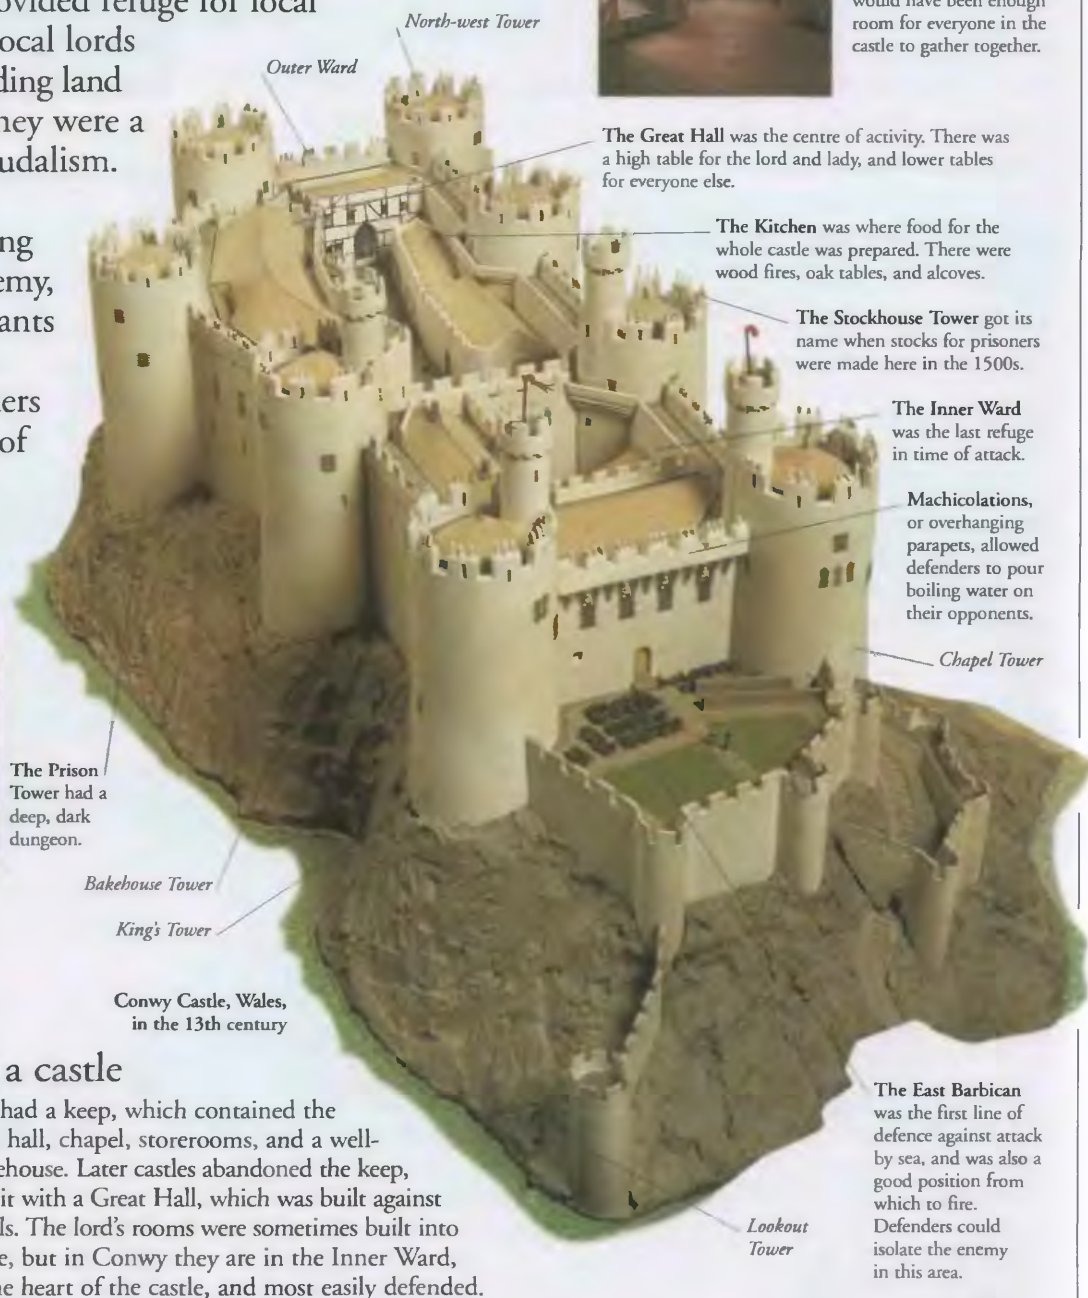 ovided refuge for local
ocal lords
ding land
ney were a
udalism.
ng
emy,
ants
ers
of
North-west Tower
Outer Ward
would have been enough
room for everyone in the
castle to gather together.
The Great Hall was the centre of activity. There was
a high table for the lord and lady, and lower tables
for everyone else.
The Kitchen was where food for the
whole castle was prepared. There were
wood fires, oak tables, and alcoves.
The Stockhouse Tower got its
name when stocks for prisoners
were made here in the 1500s.
The Inner Ward
was the last refuge
in time of attack.
Machicolations,
or overhanging
parapets, allowed
defenders to pour
boiling water on
their opponents.
Chapel Tower
The Prison
Tower had a
deep, dark
dungeon.
Bakehouse Tower
King's Tower
Conwy Castle, Wales,
in the 13th century
a castle
had a keep, which contained the
hall, chapel, storerooms, and a well-
ehouse. Later castles abandoned the keep,
it with a Great Hall, which was built against
ls. The lord's rooms were sometimes built into
e, but in Conwy they are in the Inner Ward,
ne heart of the castle, and most easily defended.
The East Barbican
was the first line of
defence against attack
by sea, and was also a
good position from
which to fire.
Defenders could
isolate the enemy
in this area.
Lookout
Tower